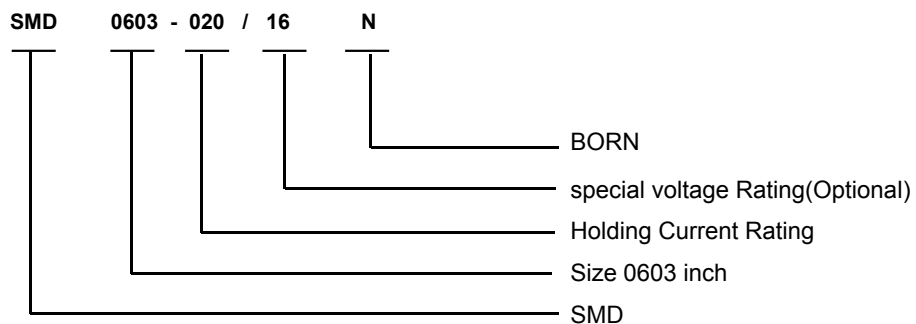 SMD 0603 - 020 / 16 N
BORN
special voltage Rating(Optional)
Holding Current Rating
Size 0603 inch
SMD